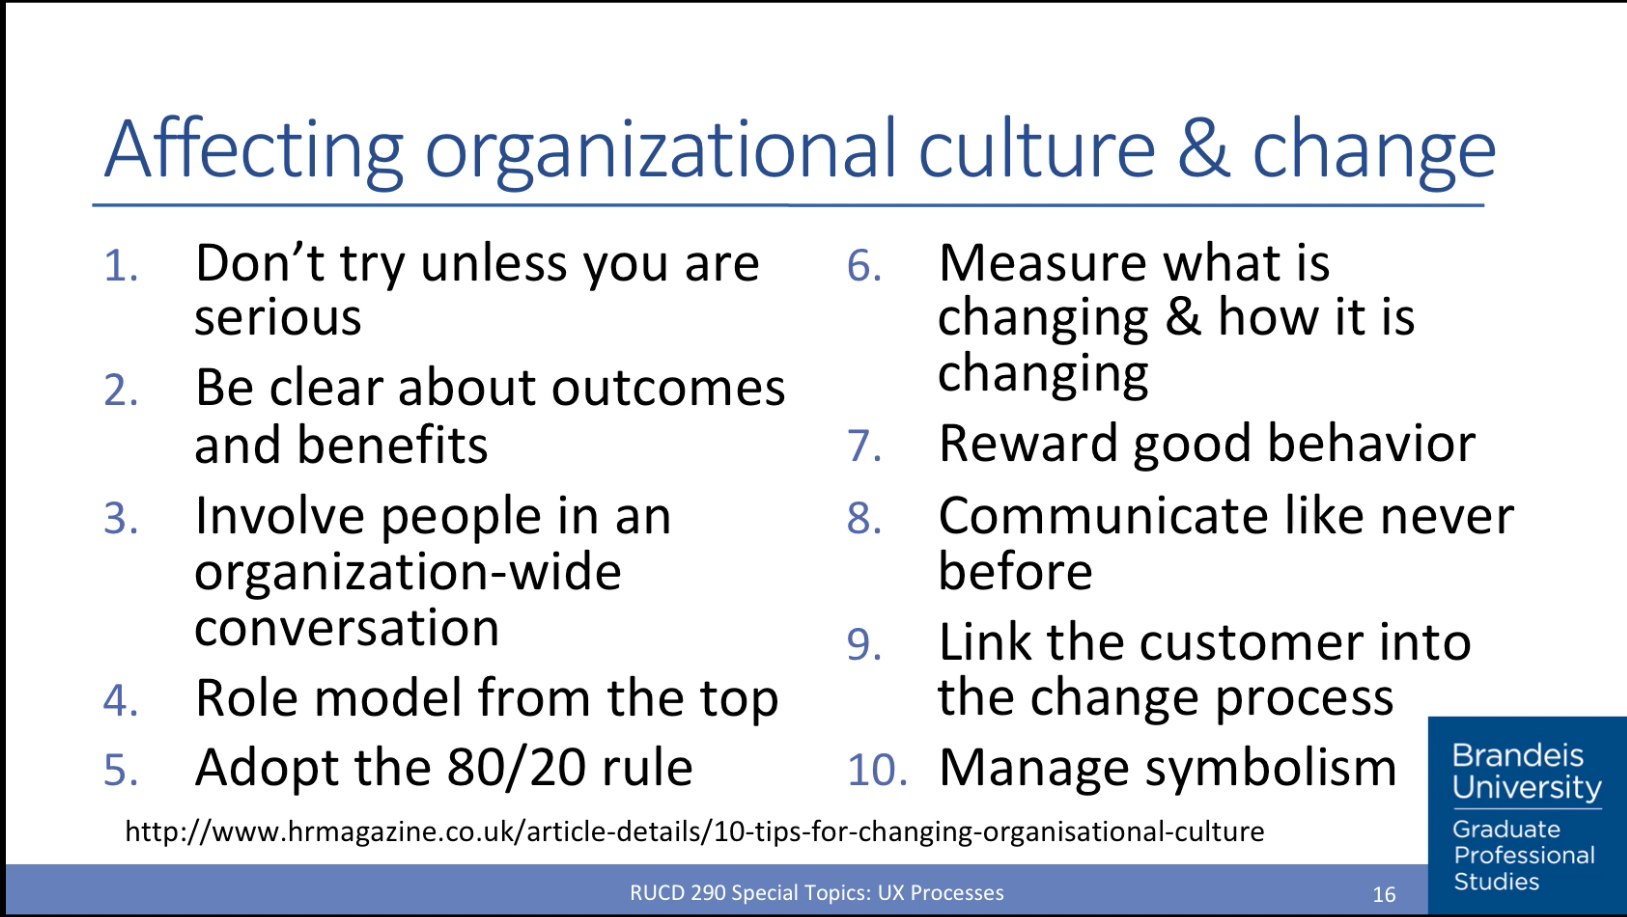 Affecting organizational culture & change
1. Don’t try unless you are
serious
2. Be clear about outcomes
and benefits
3. Involve people in an
organization-wide
conversation
4. Role model from the top
5. Adopt the 80/20 rule
6. Measure what is
changing & how it is
changing
7. Reward good behavior
8. Communicate like never
before
9. Link the customer into
the change process
10. Manage symbolism
http://www.hrmagazine.co.uk/article-details/10-tips-for-changing-organisational-culture
RUCD 290 Special Topics: UX Processes
16
Brandeis
University
Graduate
Professional
Studies